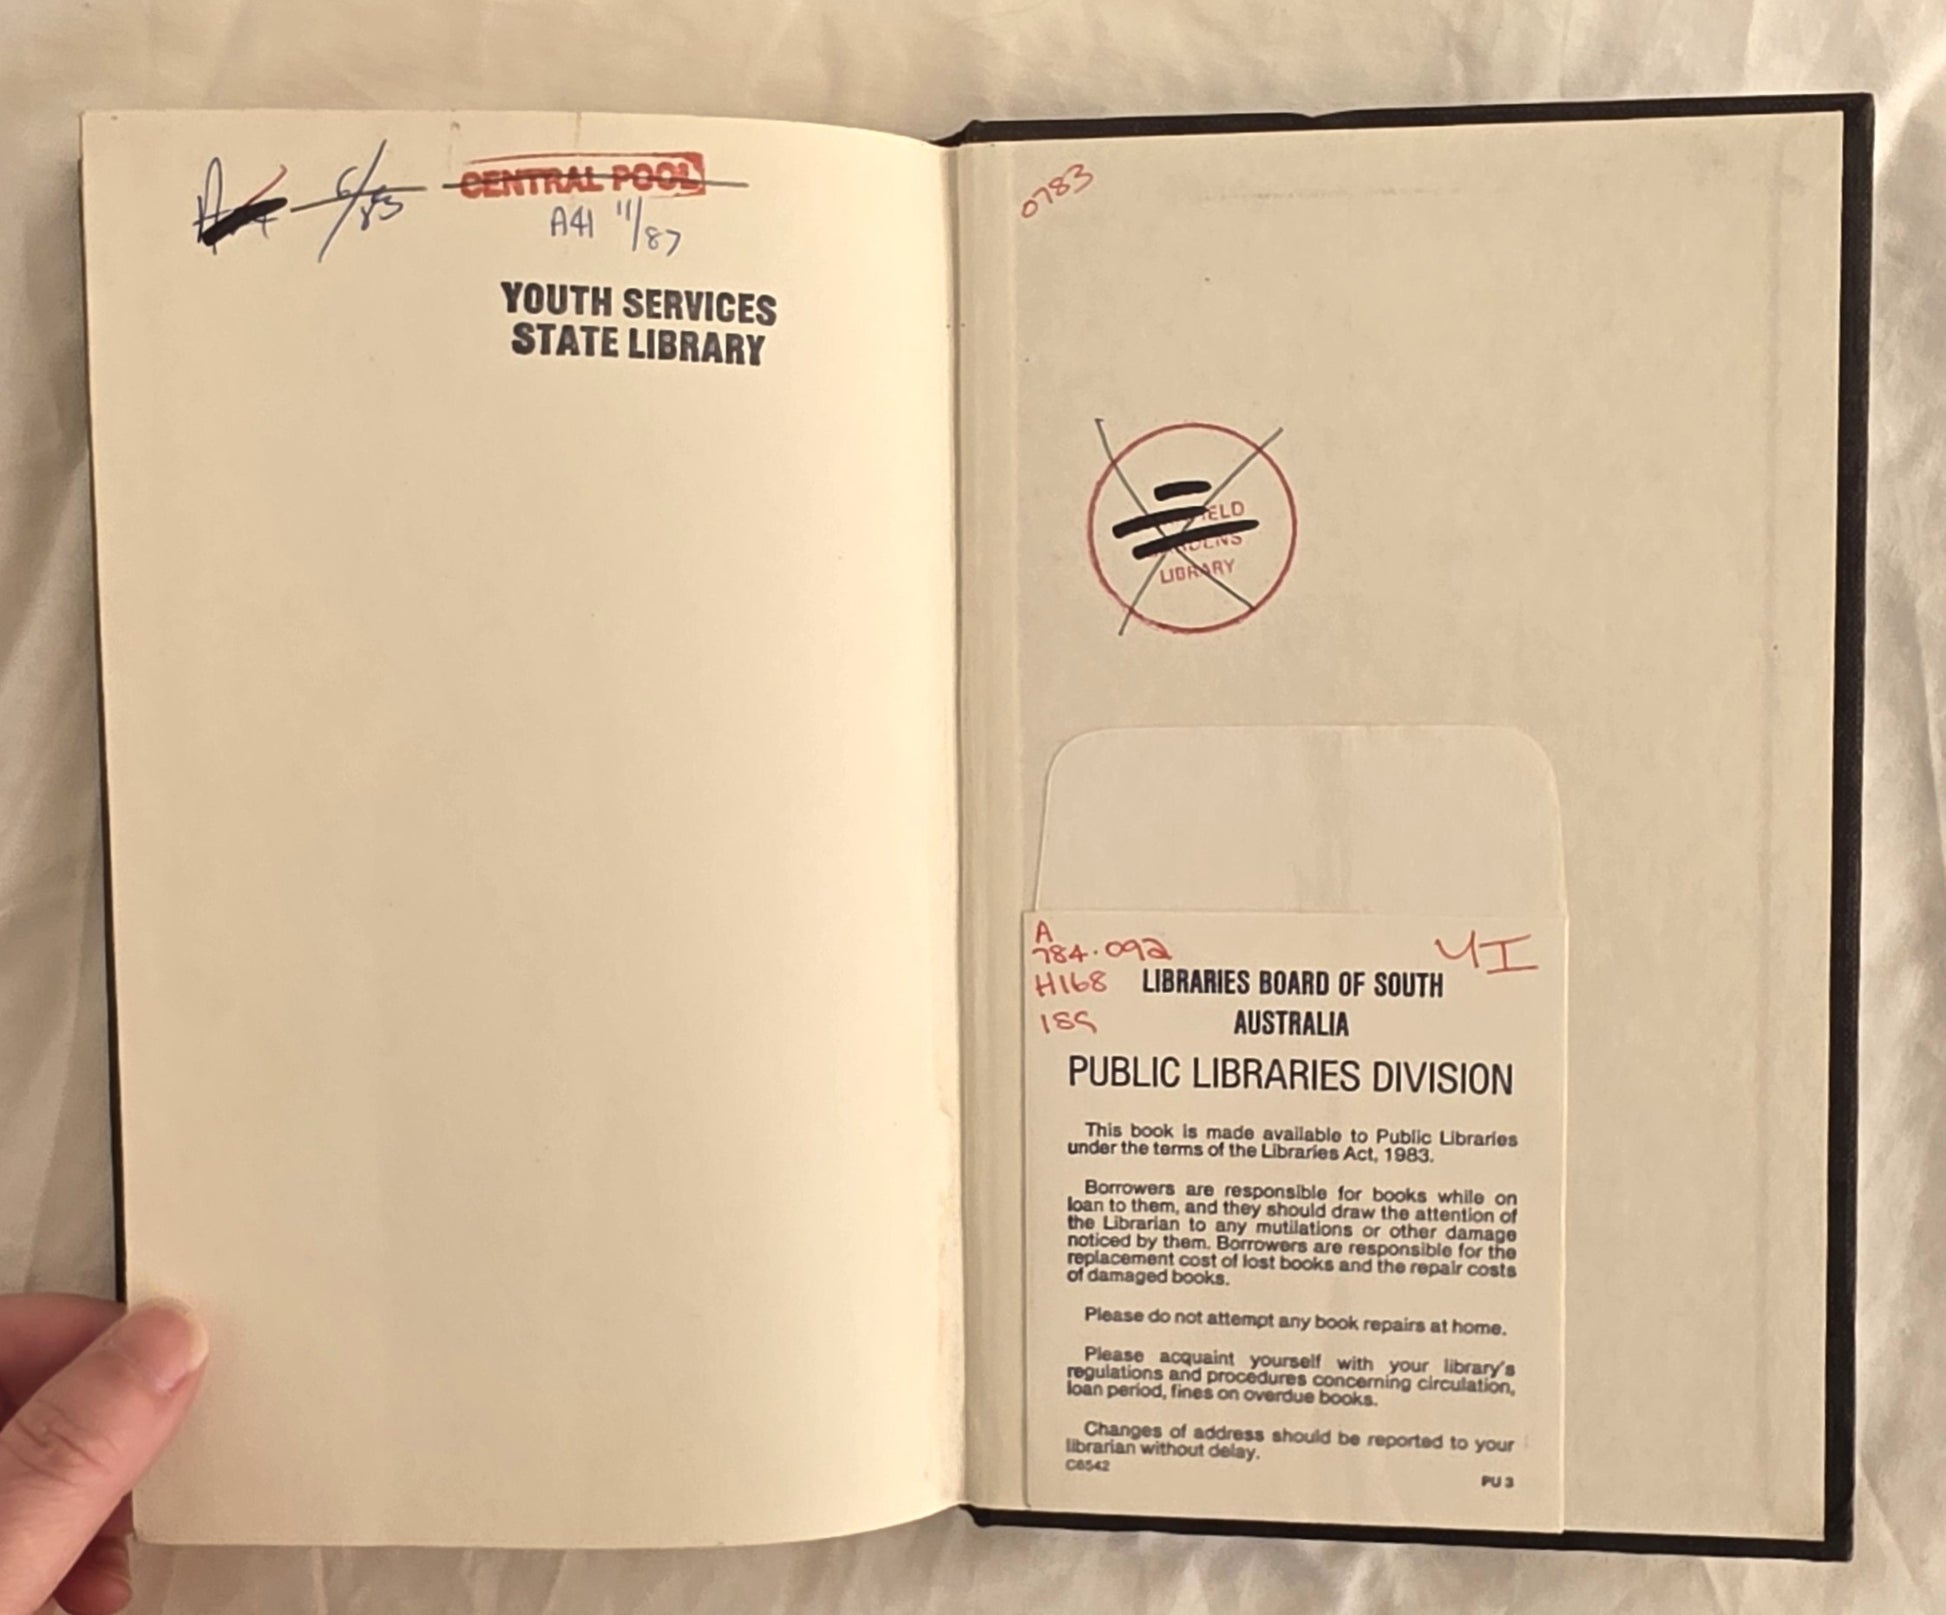 6/83 CENTRAL POOL
A41 11/87
YOUTH SERVICES
STATE LIBRARY
0783
LIBRARY
A
784.092
H168
189
YI
LIBRARIES BOARD OF SOUTH
AUSTRALIA
PUBLIC LIBRARIES DIVISION
This book is made available to Public Libraries
under the terms of the Libraries Act, 1983.
Borrowers are responsible for books while on
loan to them, and they should draw the attention of
the Librarian to any mutilations or other damage
noticed by them. Borrowers are responsible for the
replacement cost of lost books and the repair costs
of damaged books.
Please do not attempt any book repairs at home.
Please acquaint yourself with your library's
regulations and procedures concerning circulation,
loan period, fines on overdue books.
Changes of address should be reported to your
librarian without delay.
C6542
PU 3